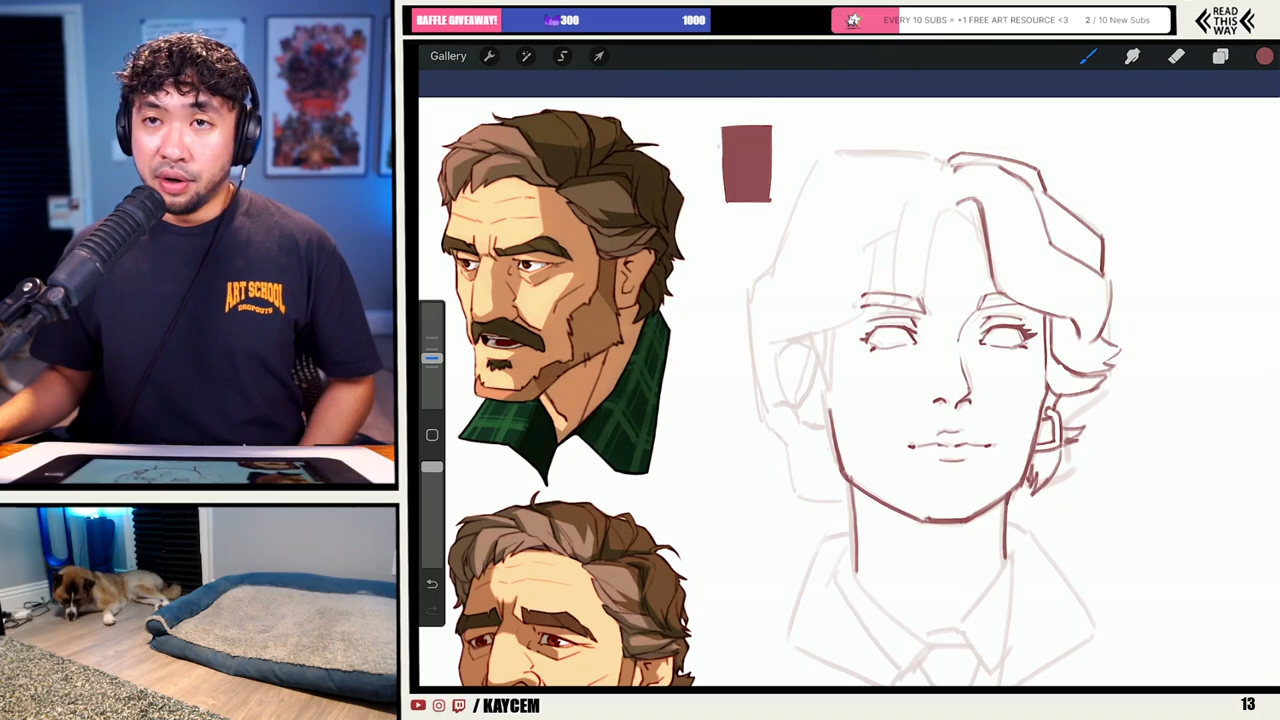 RAFFLE GIVEAWAY!
300
1000
EVERY 10 SUBS = +1 FREE ART RESOURCE <3
2 / 10 New Subs
READ
THIS
WAY
Gallery
ART SCHOOL
DROPOUTS
/ KAYCEM
13